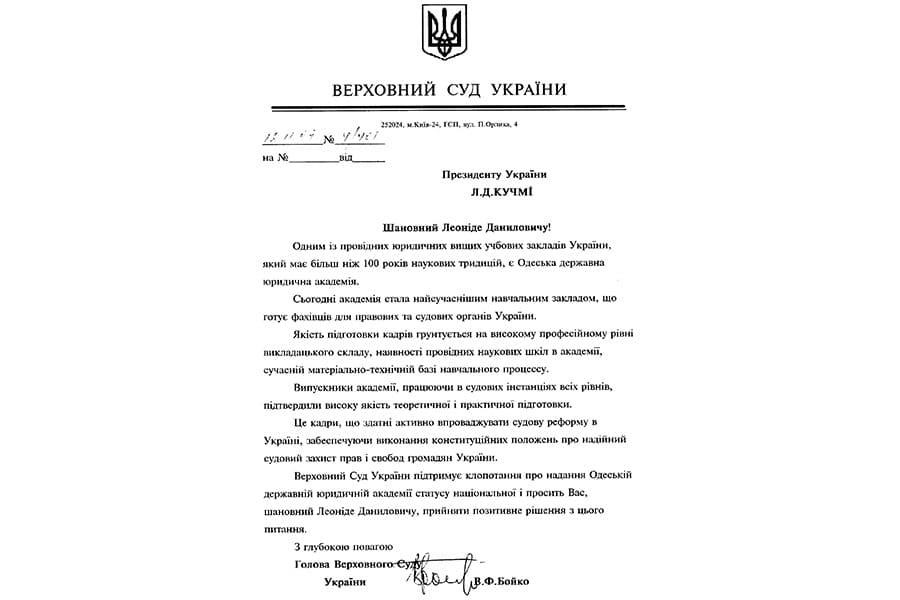 ВЕРХОВНИЙ СУД УКРАЇНИ
252024, м.Київ-24, ГСП, вул. П.Орлика, 4
№
на №________від______
Президенту України
Л.Д.КУЧМІ
Шановний Леоніде Даниловичу!
Одним із провідних юридичних вищих учбових закладів України,
який має більш ніж 100 років наукових традицій, є Одеська державна
юридична академія.
Сьогодні академія стала найсучаснішим навчальним закладом, що
готує фахівців для правових та судових органів України.
Якість підготовки кадрів грунтується на високому професійному рівні
викладацького складу, наявності провідних наукових шкіл в академії,
сучасній матеріально-технічній базі навчального процессу.
Випускники академії, працюючи в судових інстанціях всіх рівнів,
підтвердили високу якість теоретичної і практичної підготовки.
Це кадри, що здатні активно впроваджувати судову реформу в
Україні, забезпечуючи виконання конституційних положень про надійний
судовий захист прав і свобод громадян України.
Верховний Суд України підтримує клопотання про надання Одеській
державній юридичній академії статусу національної і просить Вас,
шановний Леоніде Даниловичу, прийняти позитивне рішення з цього
питання.
З глубокою повагою
Голова Верховного Суду
України В.Ф.Бойко